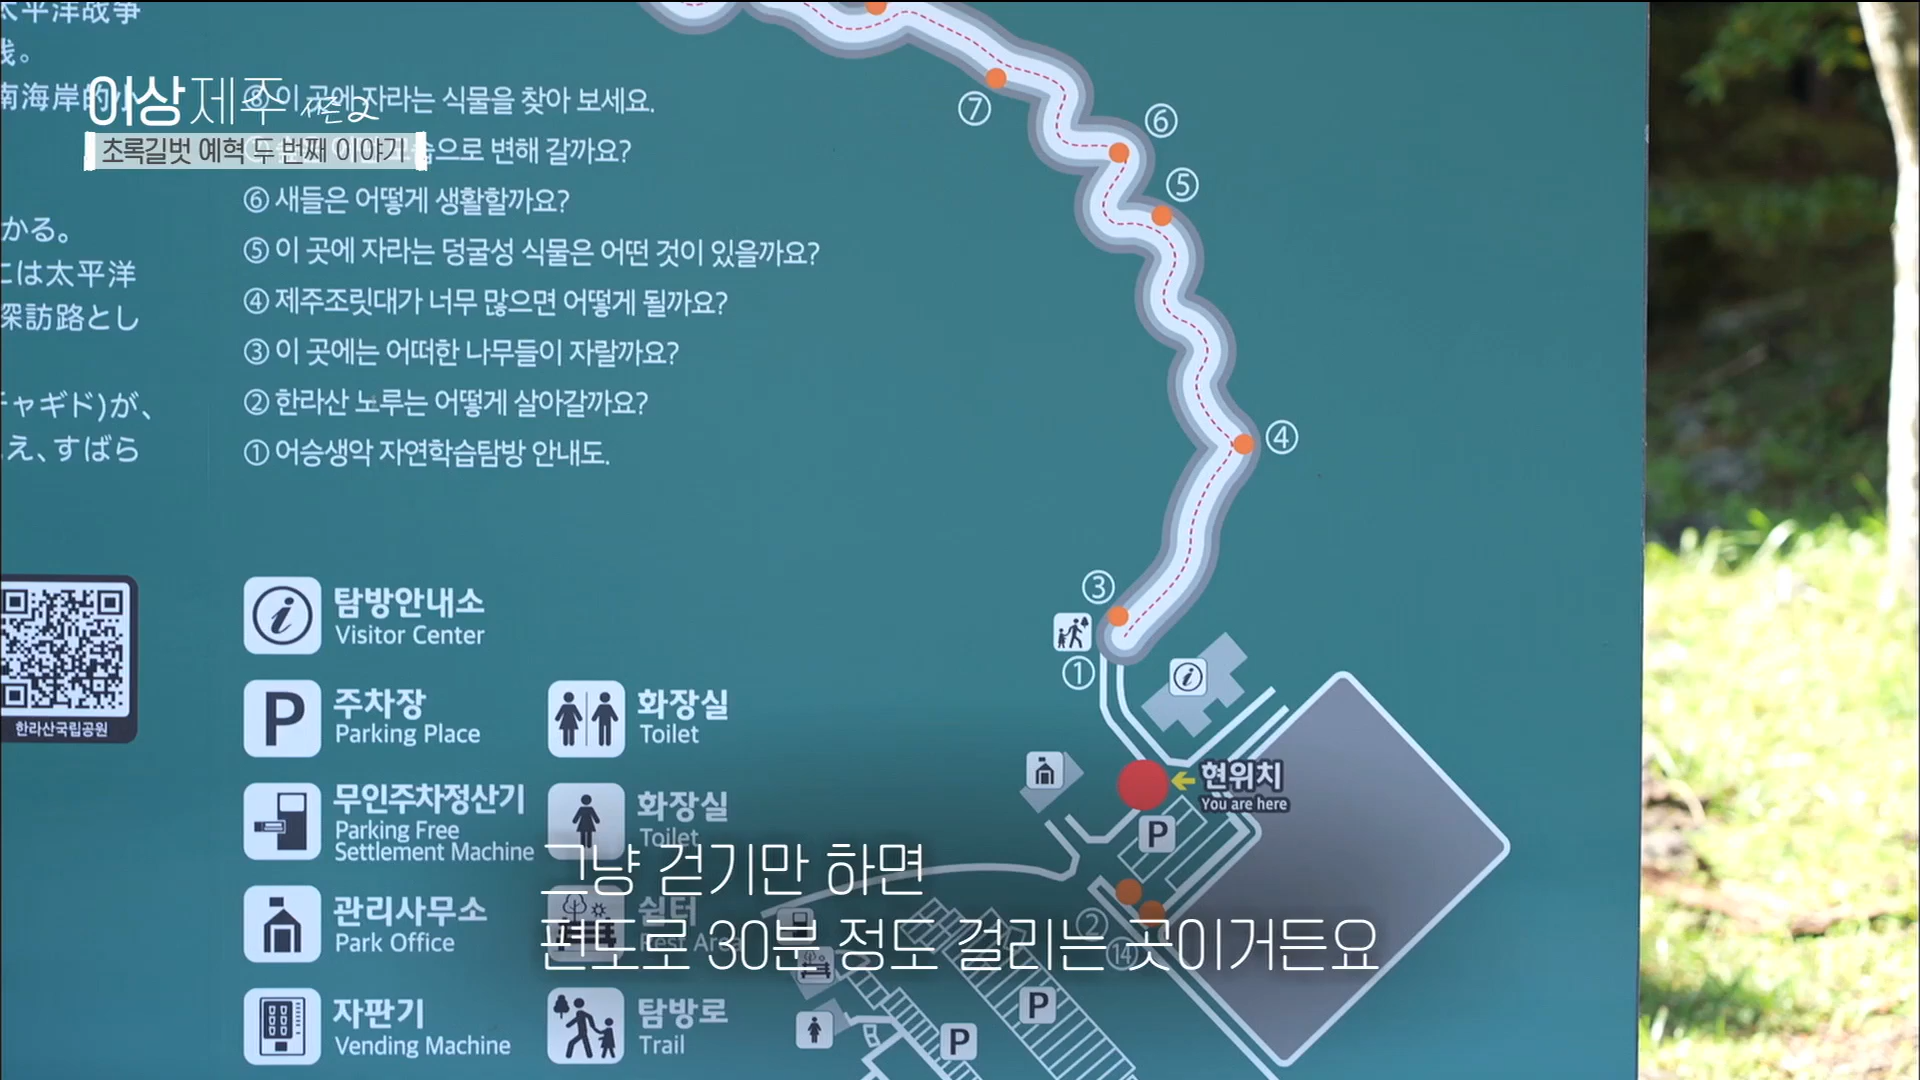 太平洋战争
线。
南海岸的小
이상제주 시즌2
초록길벗 예혁 두 번째 이야기
かる。
には太平洋
探訪路とし
チャギド)が、
え、すばら
⑧ 이 곳에 자라는 식물을 찾아 보세요.
으로 변해 갈까요?
⑥ 새들은 어떻게 생활할까요?
⑤ 이 곳에 자라는 덩굴성 식물은 어떤 것이 있을까요?
④ 제주조릿대가 너무 많으면 어떻게 될까요?
③ 이 곳에는 어떠한 나무들이 자랄까요?
② 한라산 노루는 어떻게 살아갈까요?
① 어승생악 자연학습탐방 안내도.
한라산국립공원
탐방안내소
Visitor Center
P
주차장
Parking Place
화장실
Toilet
무인주차정산기
Parking Free
Settlement Machine
화장실
Toilet
관리사무소
Park Office
쉼터
Rest Area
자판기
Vending Machine
탐방로
Trail
⑦
⑥
⑤
④
③
①
현위치
You are here
P
②
⑭
P
P
그냥 걷기만 하면
편도로 30분 정도 걸리는 곳이거든요